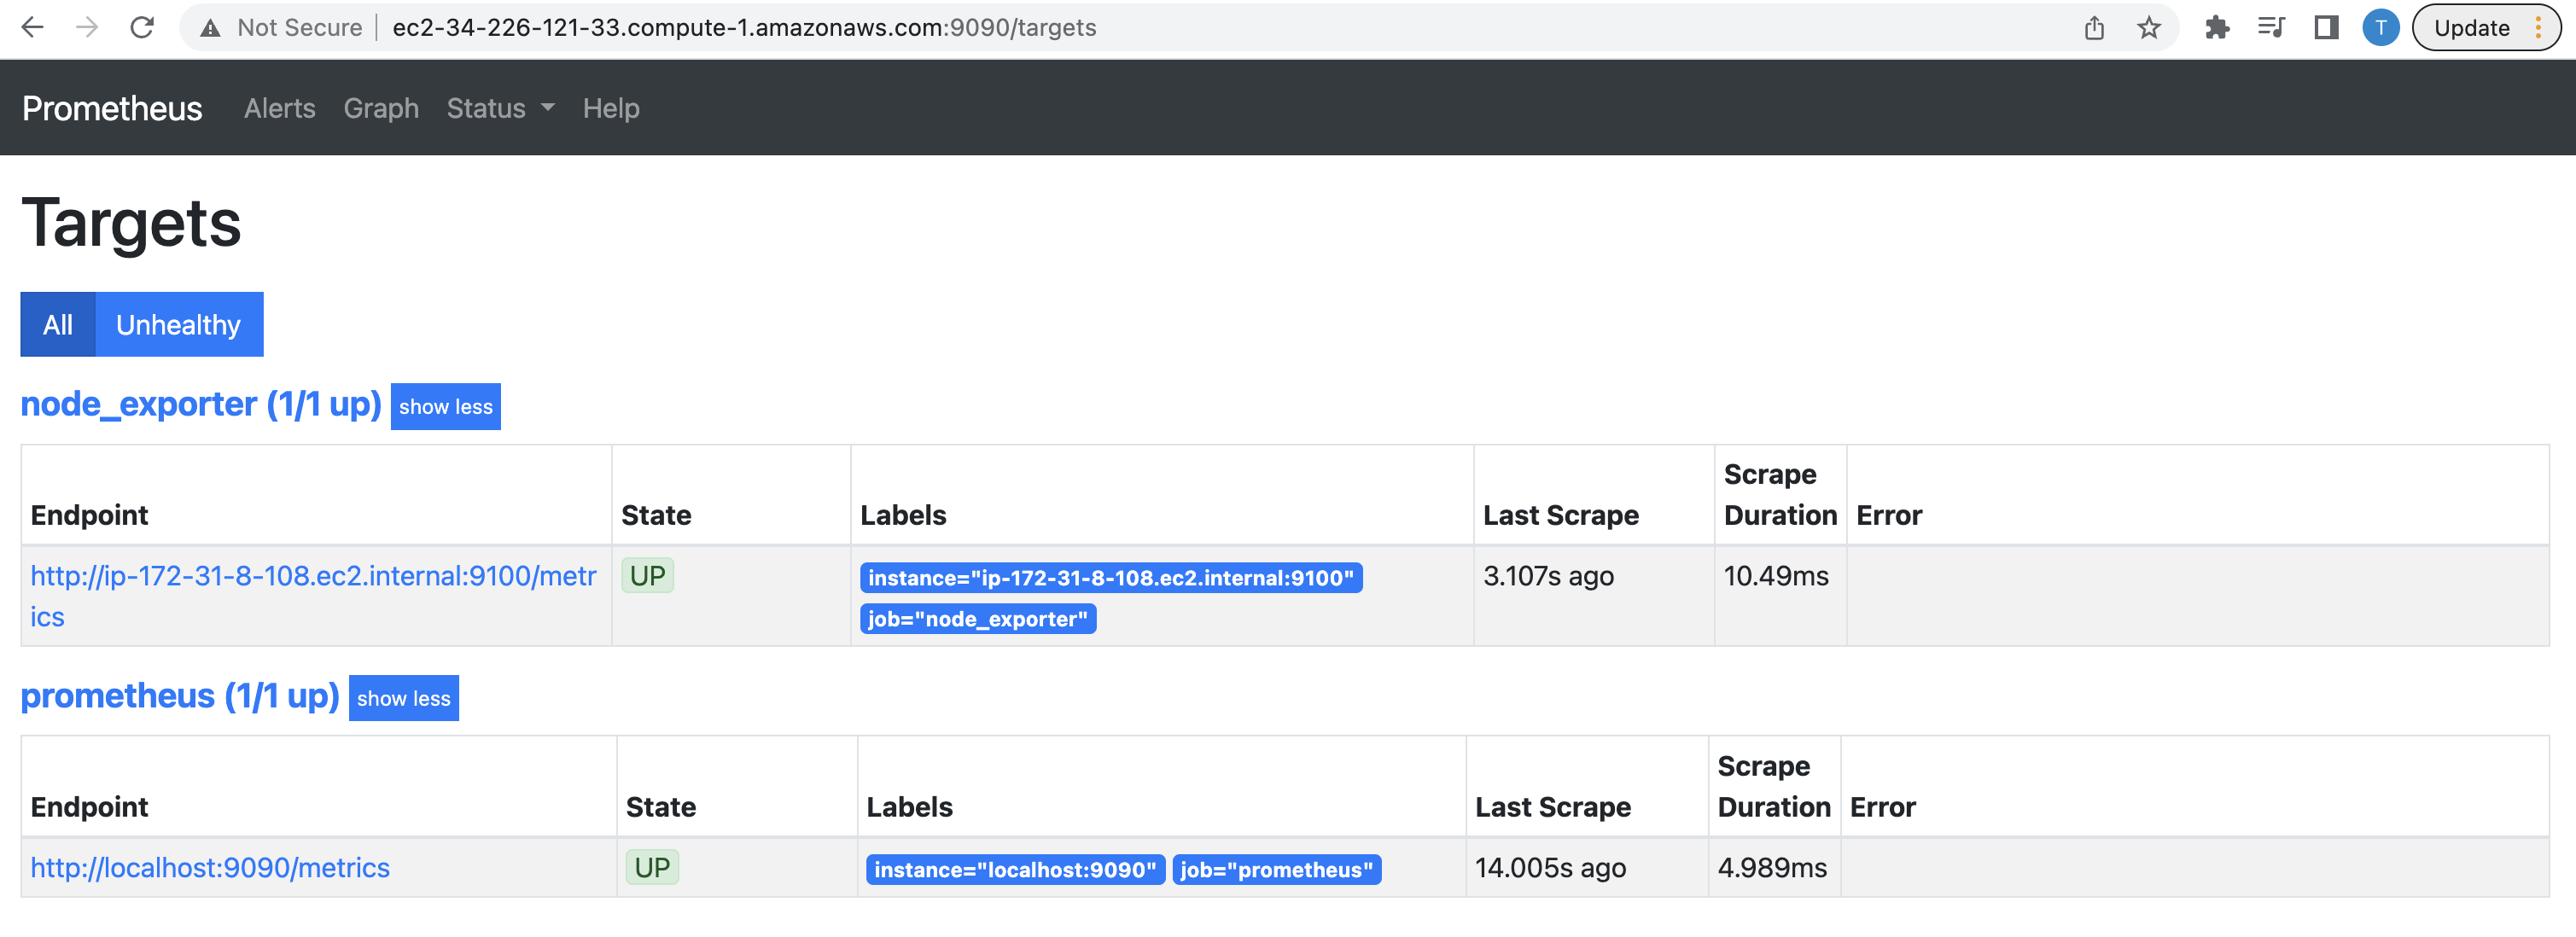 Not Secure ec2-34-226-121-33.compute-1.amazonaws.com:9090/targets T Update
Prometheus Alerts Graph Status Help
Targets
All Unhealthy
node_exporter (1/1 up) show less
Endpoint State Labels Last Scrape Scrape Duration Error
http://ip-172-31-8-108.ec2.internal:9100/metr UP instance="ip-172-31-8-108.ec2.internal:9100" 3.107s ago 10.49ms
ics job="node_exporter"
prometheus (1/1 up) show less
Endpoint State Labels Last Scrape Scrape Duration Error
http://localhost:9090/metrics UP instance="localhost:9090" job="prometheus" 14.005s ago 4.989ms